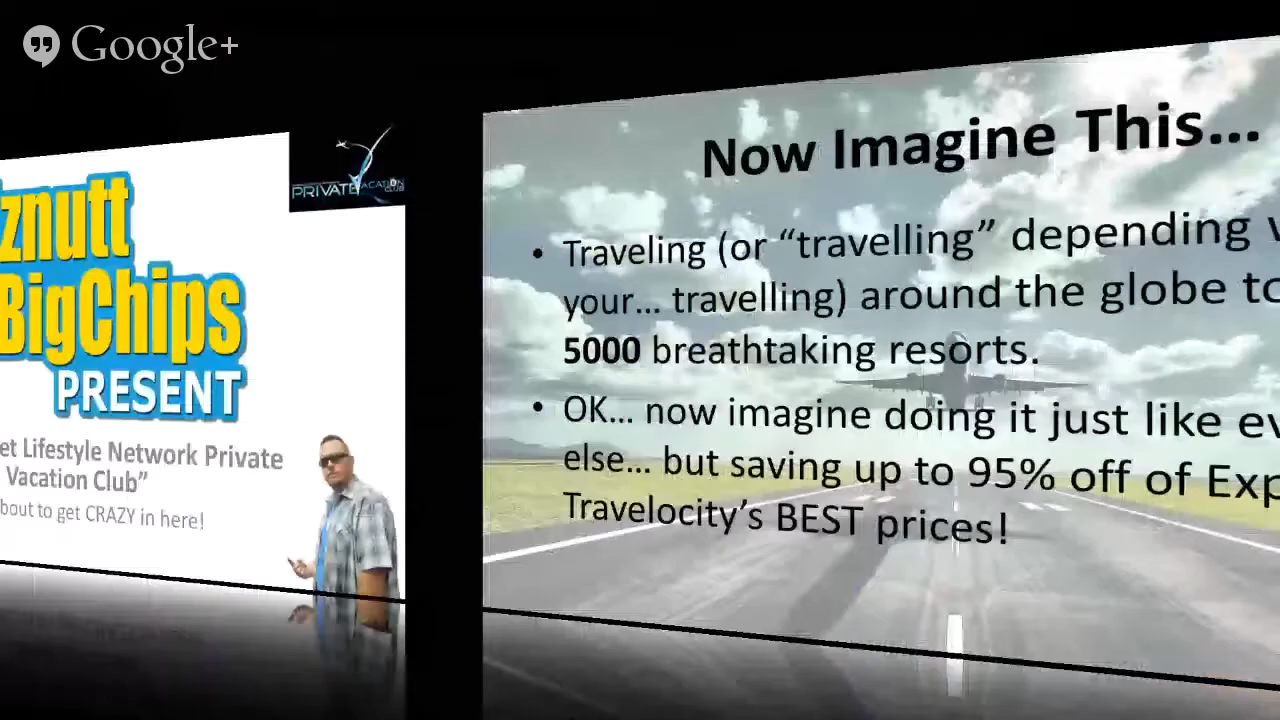 Google+
znutt
BigChips
PRESENT
et Lifestyle Network Private
Vacation Club"
bout to get CRAZY in here!
PRIVATE VACATION
CLUB
Now Imagine This...
• Traveling (or “travelling” depending
your... travelling) around the globe to
5000 breathtaking resorts.
• OK... now imagine doing it just like ev
else... but saving up to 95% off of Exp
Travelocity’s BEST prices!